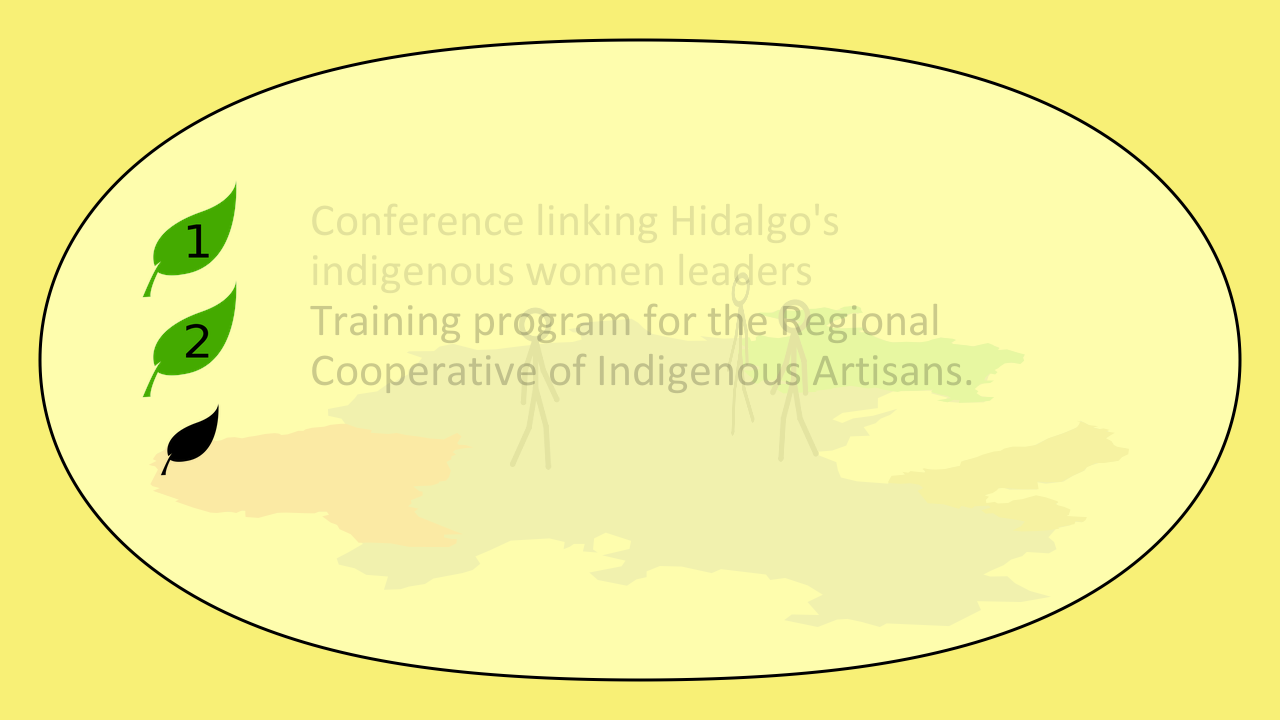 1
Conference linking Hidalgo's
indigenous women leaders
2
Training program for the Regional
Cooperative of Indigenous Artisans.